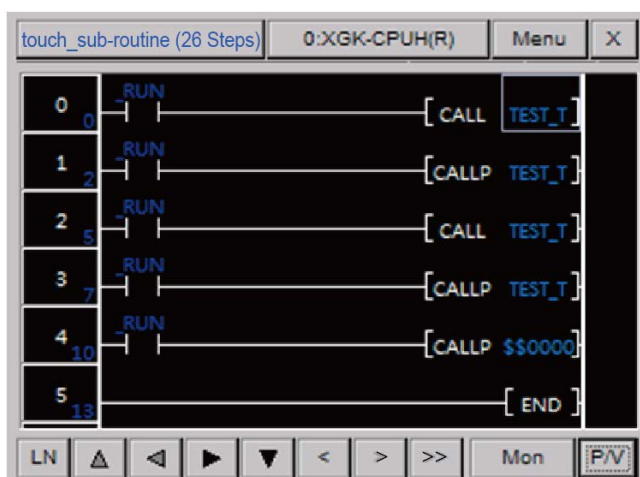 touch_sub-routine (26 Steps) 0:XGK-CPUH(R) Menu X
_RUN
0 0 [ CALL TEST_T ]
_RUN
1 2 [ CALLP TEST_T ]
_RUN
2 5 [ CALL TEST_T ]
_RUN
3 7 [ CALLP TEST_T ]
_RUN
4 10 [ CALLP $$0000 ]
5 13 [ END ]
LN < > >> Mon P/V